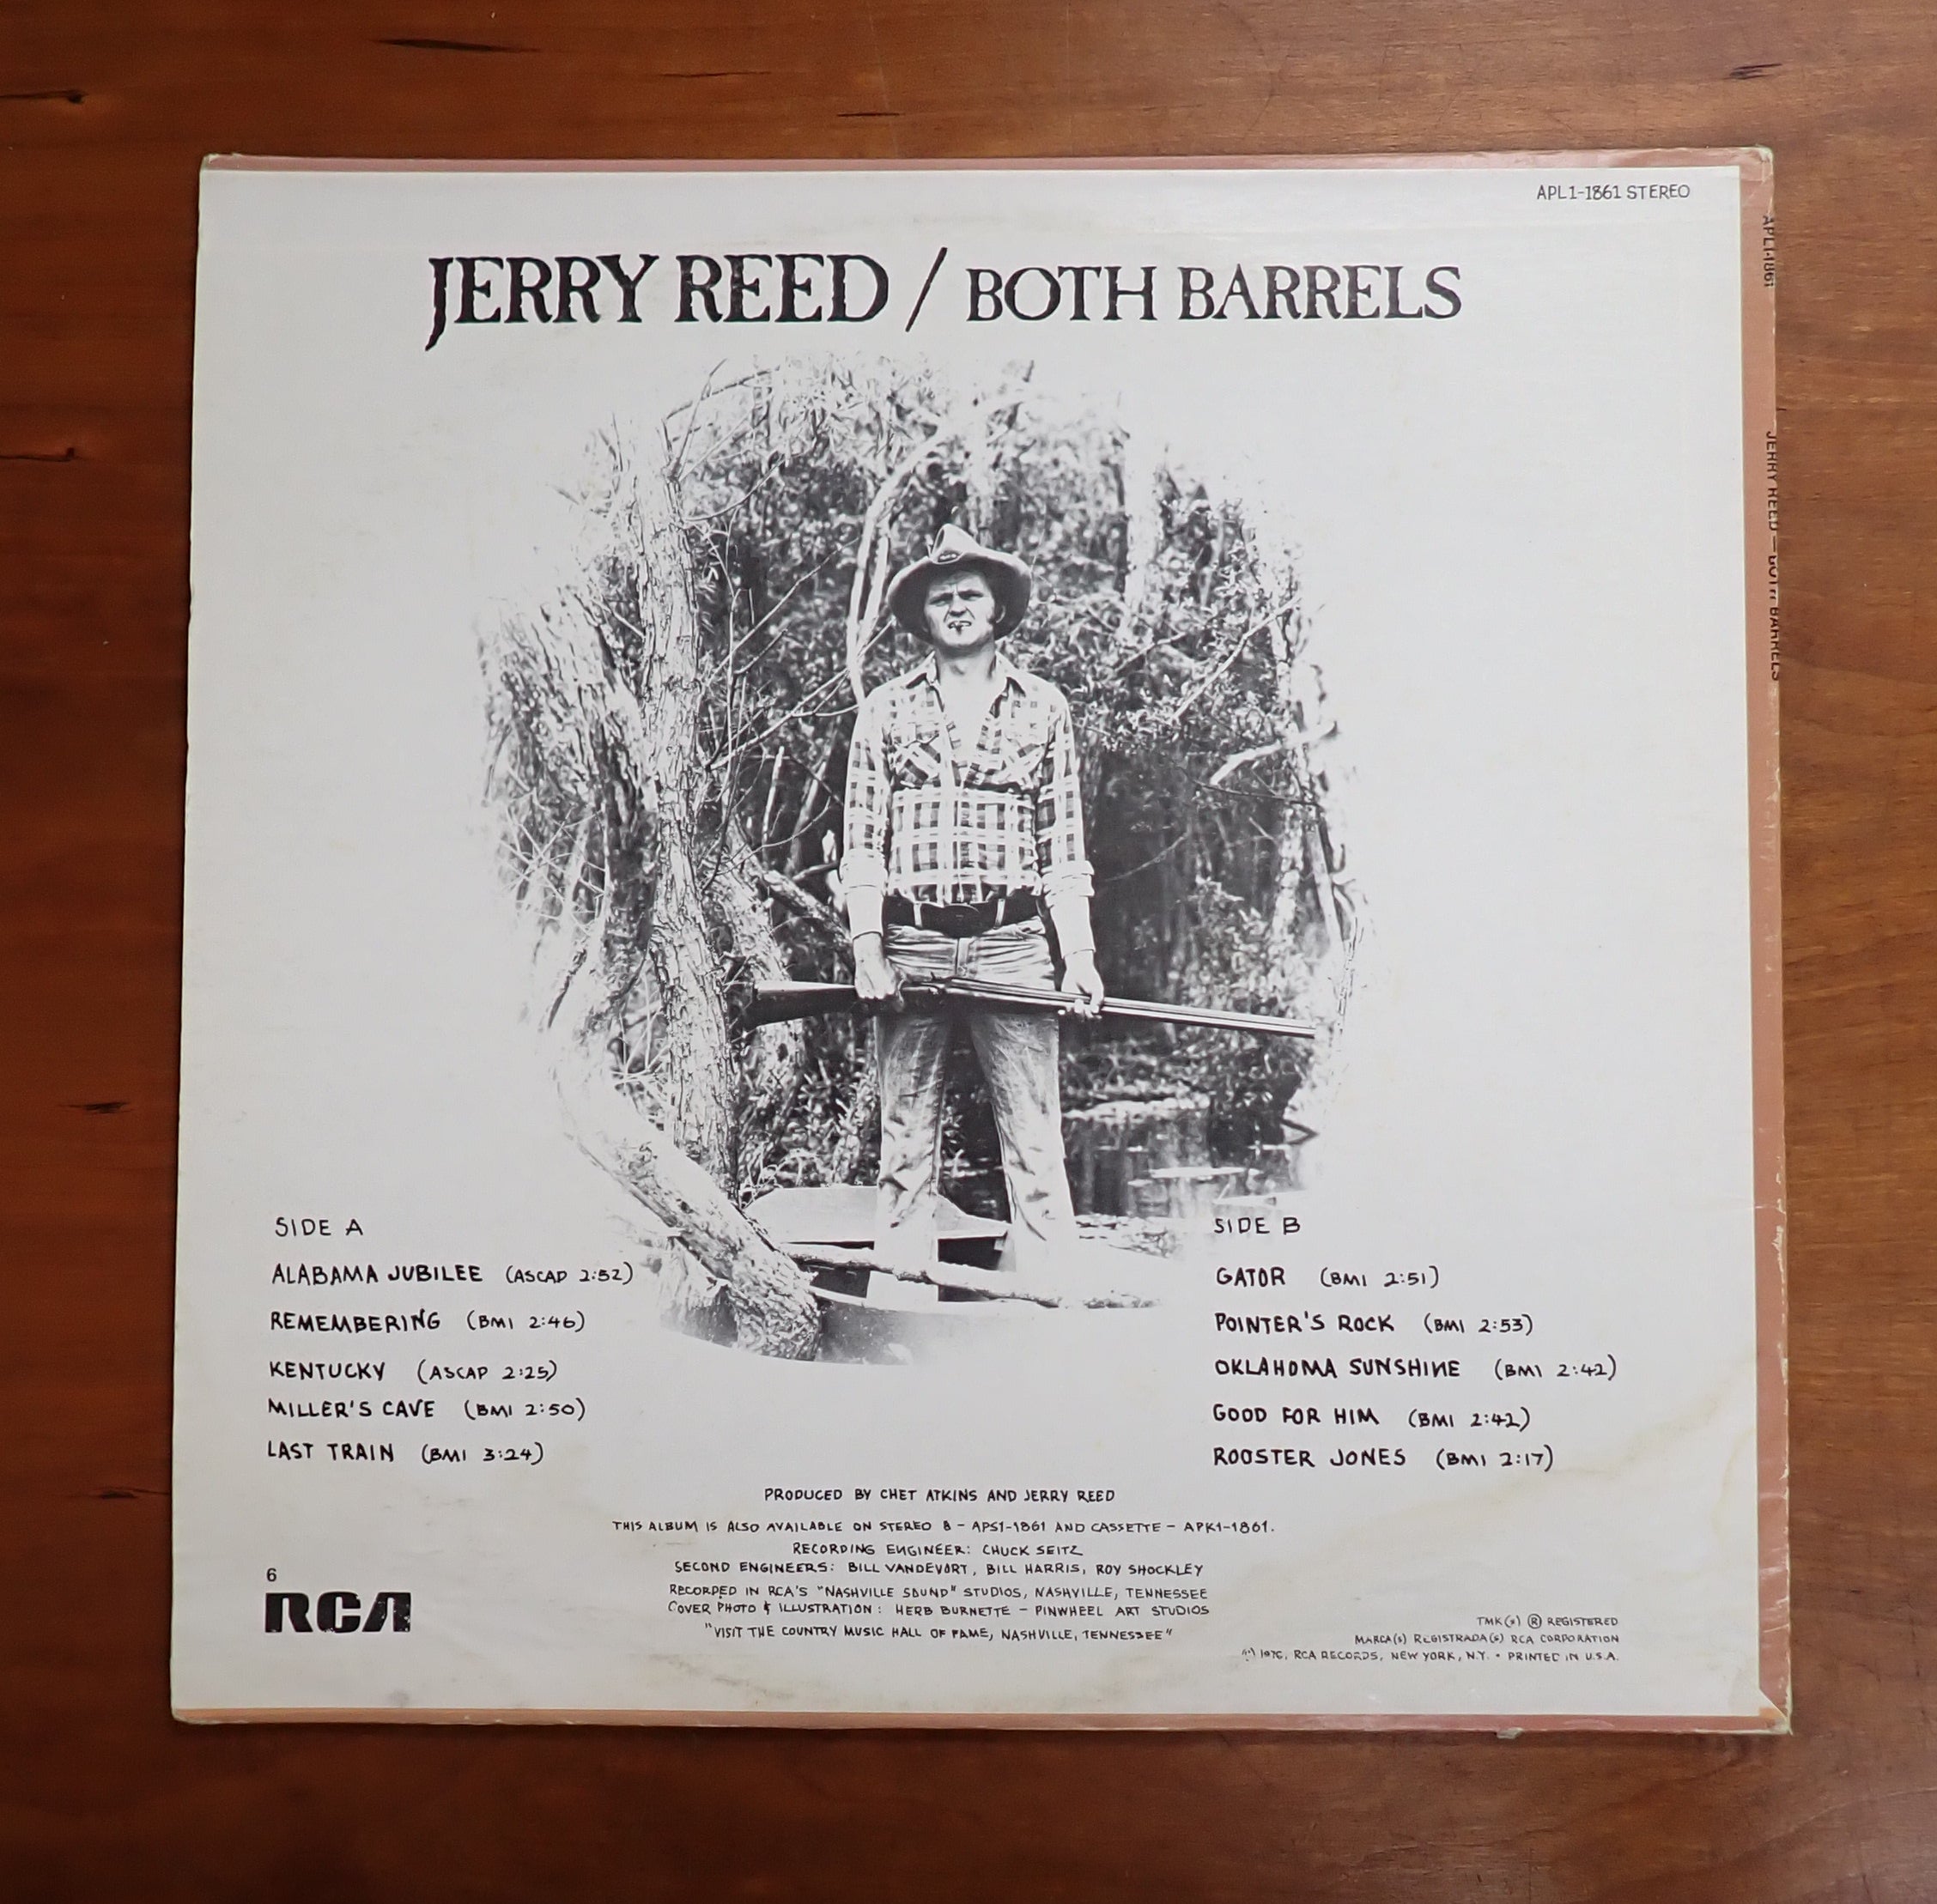 APL1-1861 STEREO
JERRY REED / BOTH BARRELS
APL1-1861 JERRY REED—BOTH BARRELS
SIDE A
ALABAMA JUBILEE (ASCAP 2:52)
REMEMBERING (BMI 2:46)
KENTUCKY (ASCAP 2:25)
MILLER'S CAVE (BMI 2:50)
LAST TRAIN (BMI 3:24)
SIDE B
GATOR (BMI 2:51)
POINTER'S ROCK (BMI 2:53)
OKLAHOMA SUNSHINE (BMI 2:42)
GOOD FOR HIM (BMI 2:42)
ROOSTER JONES (BMI 2:17)
PRODUCED BY CHET ATKINS AND JERRY REED
THIS ALBUM IS ALSO AVAILABLE ON STEREO 8 - APS1-1861 AND CASSETTE - APK1-1861.
RECORDING ENGINEER: CHUCK SEITZ
SECOND ENGINEERS: BILL VANDEVORT, BILL HARRIS, ROY SHOCKLEY
RECORDED IN RCA'S "NASHVILLE SOUND" STUDIOS, NASHVILLE, TENNESSEE
COVER PHOTO & ILLUSTRATION: HERB BURNETTE - PINWHEEL ART STUDIOS
"VISIT THE COUNTRY MUSIC HALL OF FAME, NASHVILLE, TENNESSEE"
6
RCA
TMK(s) ® REGISTERED
MARCA(s) REGISTRADA(s) RCA CORPORATION
1976, RCA RECORDS, NEW YORK, N.Y. • PRINTED IN U.S.A.